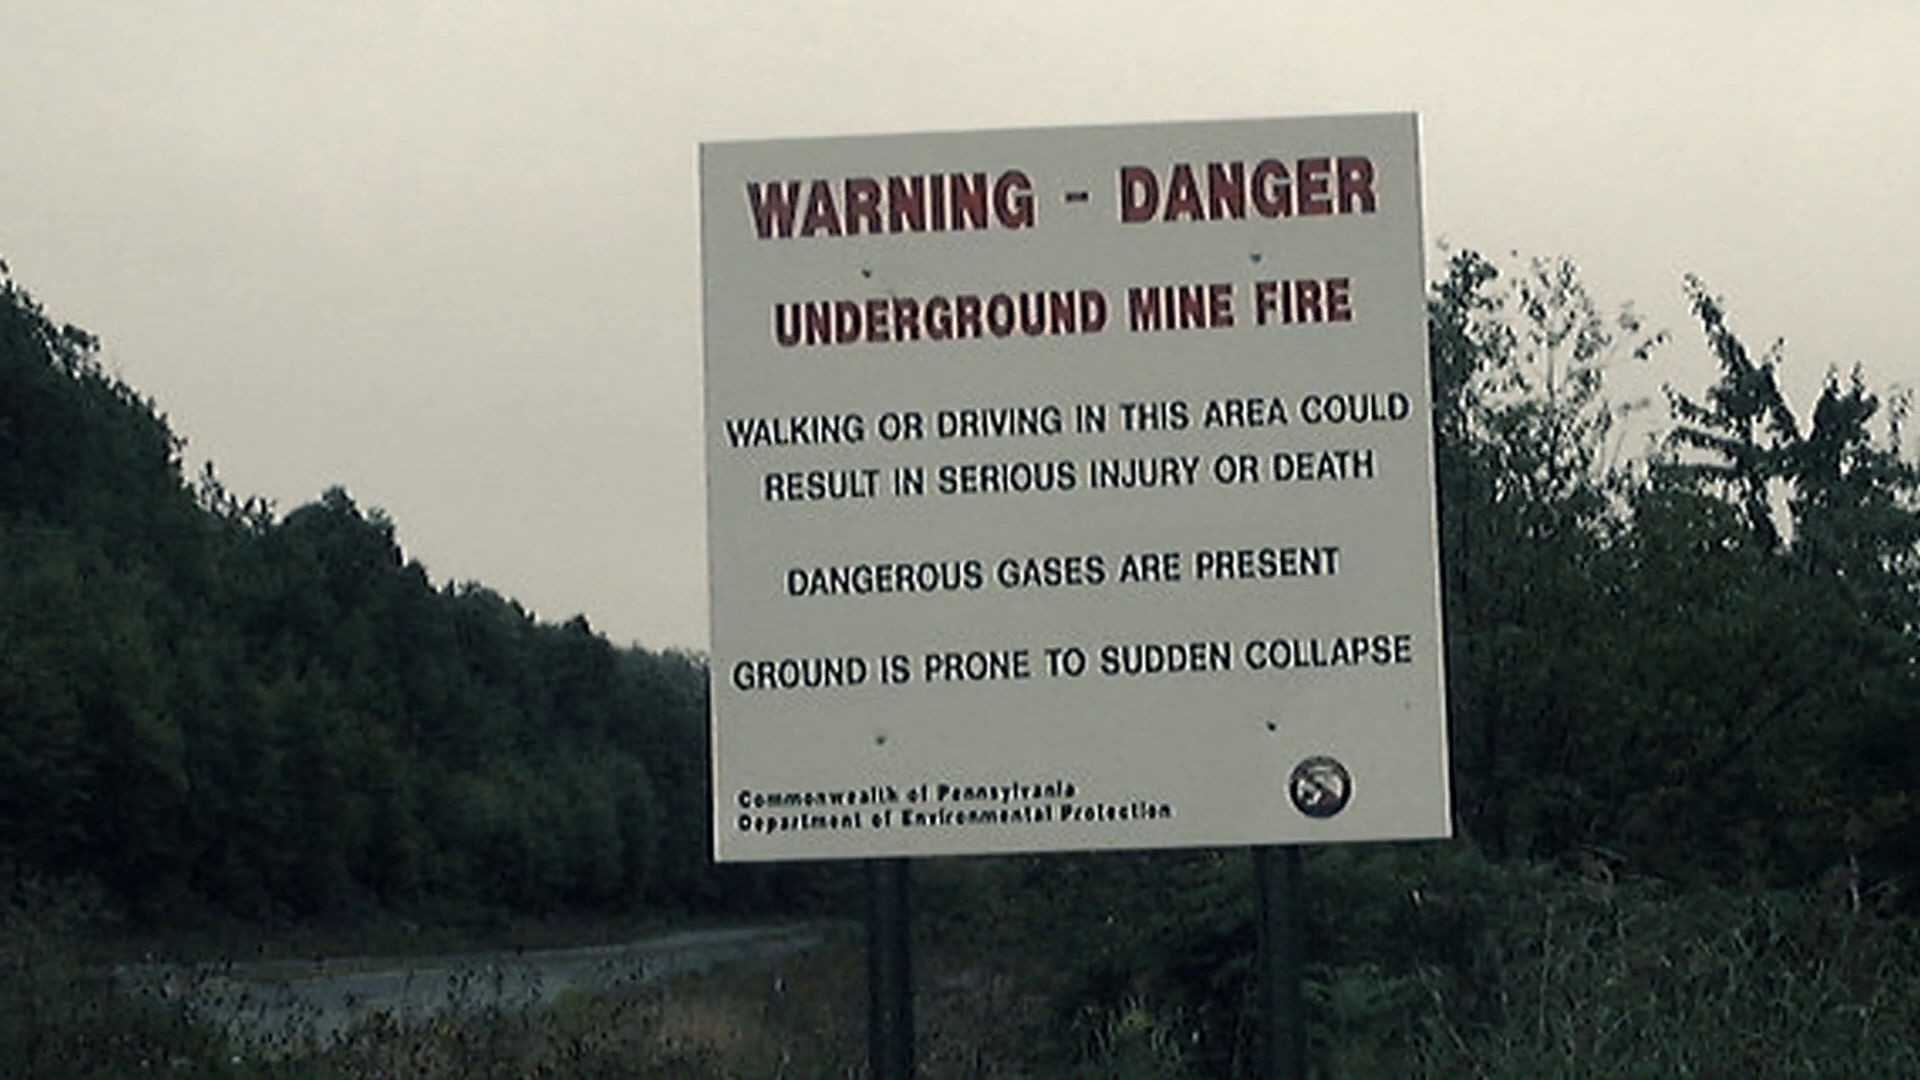 WARNING - DANGER
UNDERGROUND MINE FIRE
WALKING OR DRIVING IN THIS AREA COULD
RESULT IN SERIOUS INJURY OR DEATH
DANGEROUS GASES ARE PRESENT
GROUND IS PRONE TO SUDDEN COLLAPSE
Commonwealth of Pennsylvania
Department of Environmental Protection